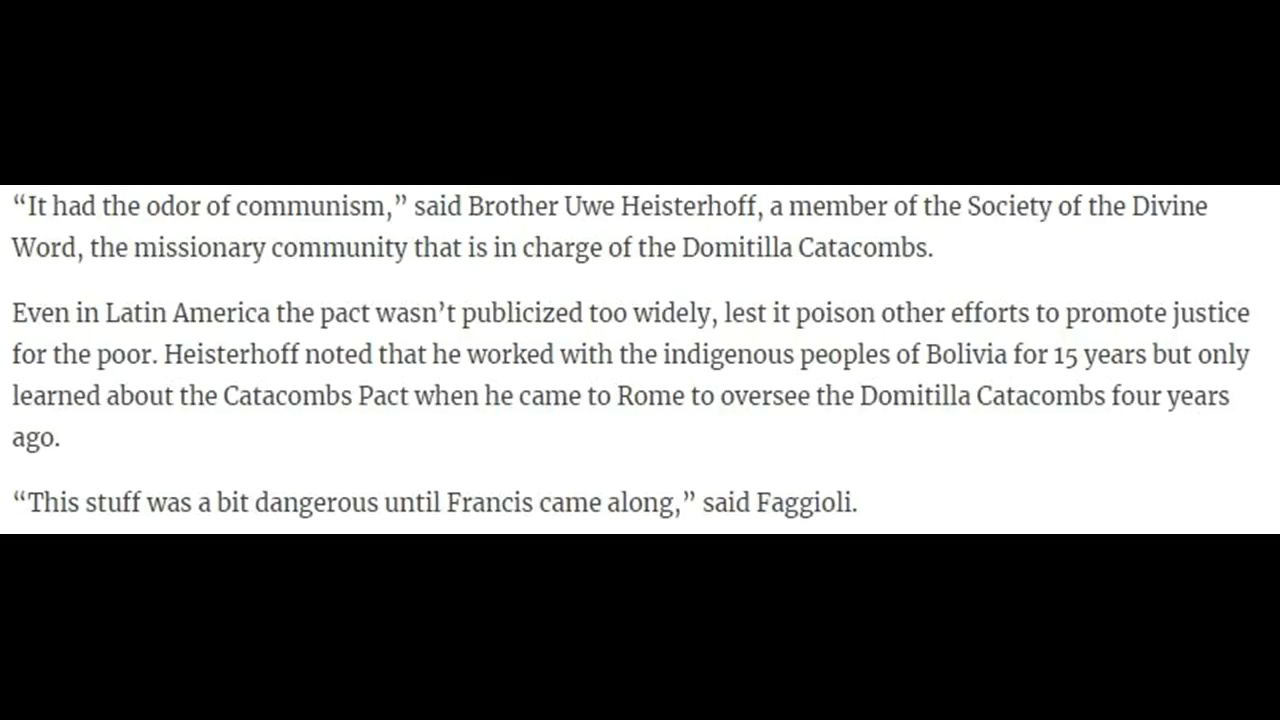 “It had the odor of communism,” said Brother Uwe Heisterhoff, a member of the Society of the Divine
Word, the missionary community that is in charge of the Domitilla Catacombs.
Even in Latin America the pact wasn’t publicized too widely, lest it poison other efforts to promote justice
for the poor. Heisterhoff noted that he worked with the indigenous peoples of Bolivia for 15 years but only
learned about the Catacombs Pact when he came to Rome to oversee the Domitilla Catacombs four years
ago.
“This stuff was a bit dangerous until Francis came along,” said Faggioli.